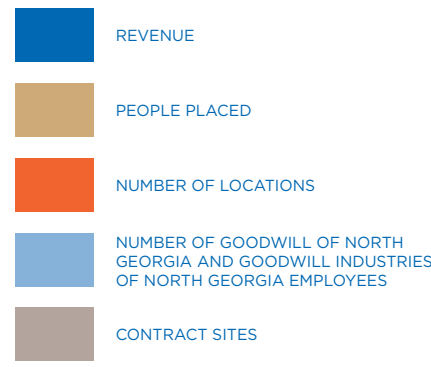 REVENUE
PEOPLE PLACED
NUMBER OF LOCATIONS
NUMBER OF GOODWILL OF NORTH
GEORGIA AND GOODWILL INDUSTRIES
OF NORTH GEORGIA EMPLOYEES
CONTRACT SITES